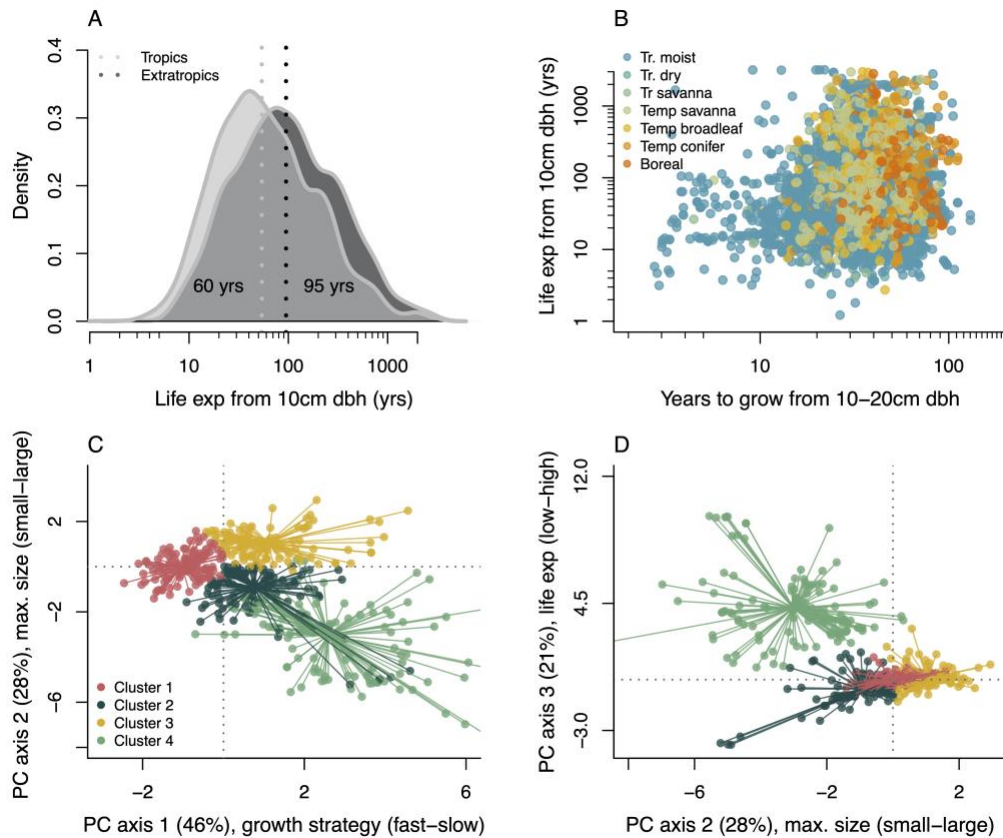 A
0.4
0.3
0.2
0.1
0.0
Density
Tropics
Extratropics
60 yrs
95 yrs
1
10
100
1000
Life exp from 10cm dbh (yrs)
B
1000
100
10
1
Life exp from 10cm dbh (yrs)
Tr. moist
Tr. dry
Tr savanna
Temp savanna
Temp broadleaf
Temp conifer
Boreal
10
100
Years to grow from 10–20cm dbh
C
2
−2
−6
PC axis 2 (28%), max. size (small–large)
Cluster 1
Cluster 2
Cluster 3
Cluster 4
−2
2
6
PC axis 1 (46%), growth strategy (fast–slow)
D
12.0
4.5
−3.0
PC axis 3 (21%), life exp (low–high)
−6
−2
2
PC axis 2 (28%), max. size (small–large)